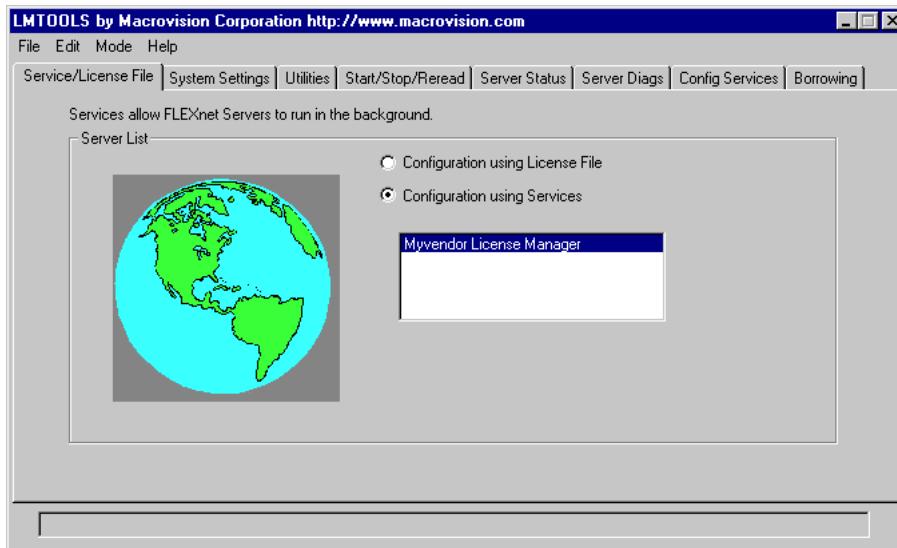 LMTOOLS by Macrovision Corporation http://www.macrovision.com
File Edit Mode Help
Service/License File System Settings Utilities Start/Stop/Reread Server Status Server Diags Config Services Borrowing
Services allow FLEXnet Servers to run in the background.
Server List
Configuration using License File
Configuration using Services
Myvendor License Manager